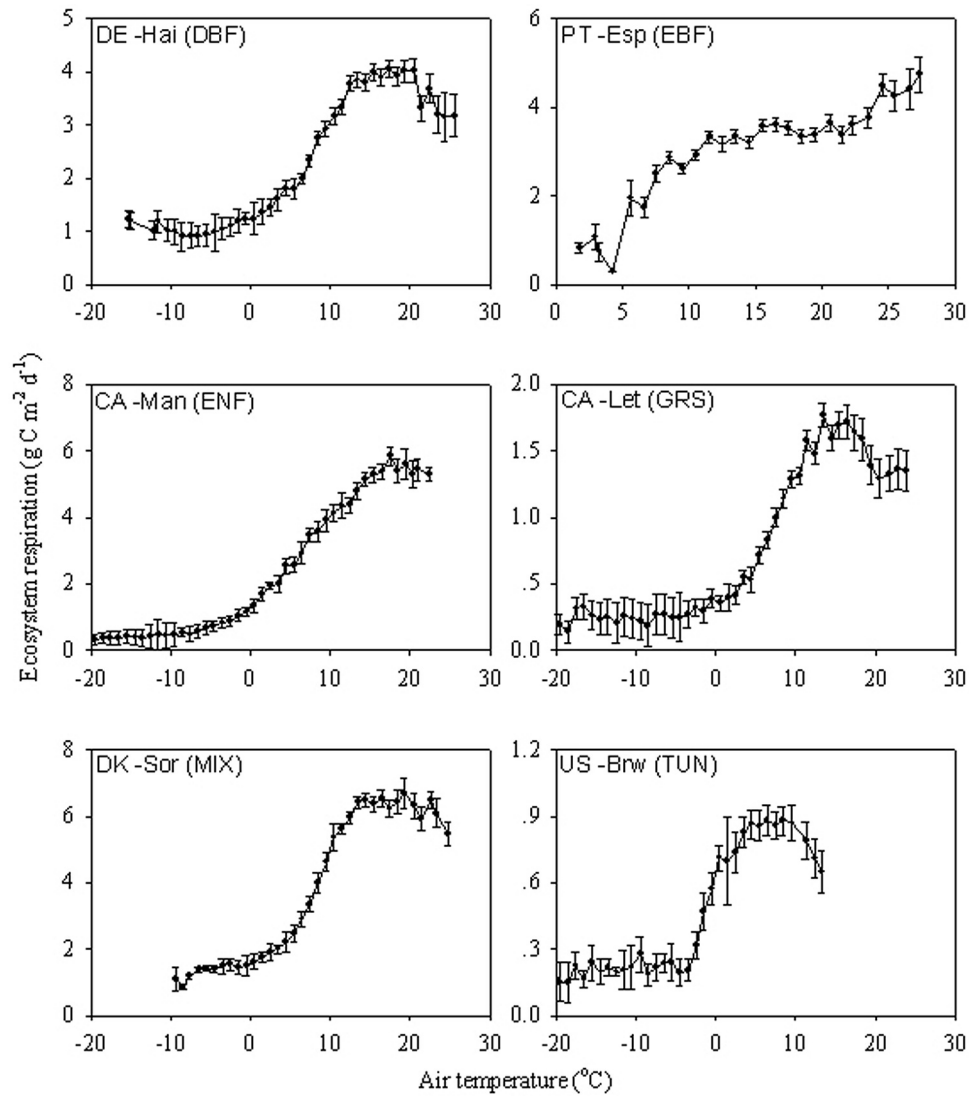 DE -Hai (DBF)
5
4
3
2
1
0
-20 -10 0 10 20 30
PT -Esp (EBF)
6
4
2
0
0 5 10 15 20 25 30
CA -Man (ENF)
8
6
4
2
0
-20 -10 0 10 20 30
CA -Let (GRS)
2.0
1.5
1.0
.5
0.0
-20 -10 0 10 20 30
DK -Sor (MIX)
8
6
4
2
0
-20 -10 0 10 20 30
US -Brw (TUN)
1.2
.9
.6
.3
0.0
-20 -10 0 10 20 30
Ecosystem respiration (g C m⁻² d⁻¹)
Air temperature (°C)